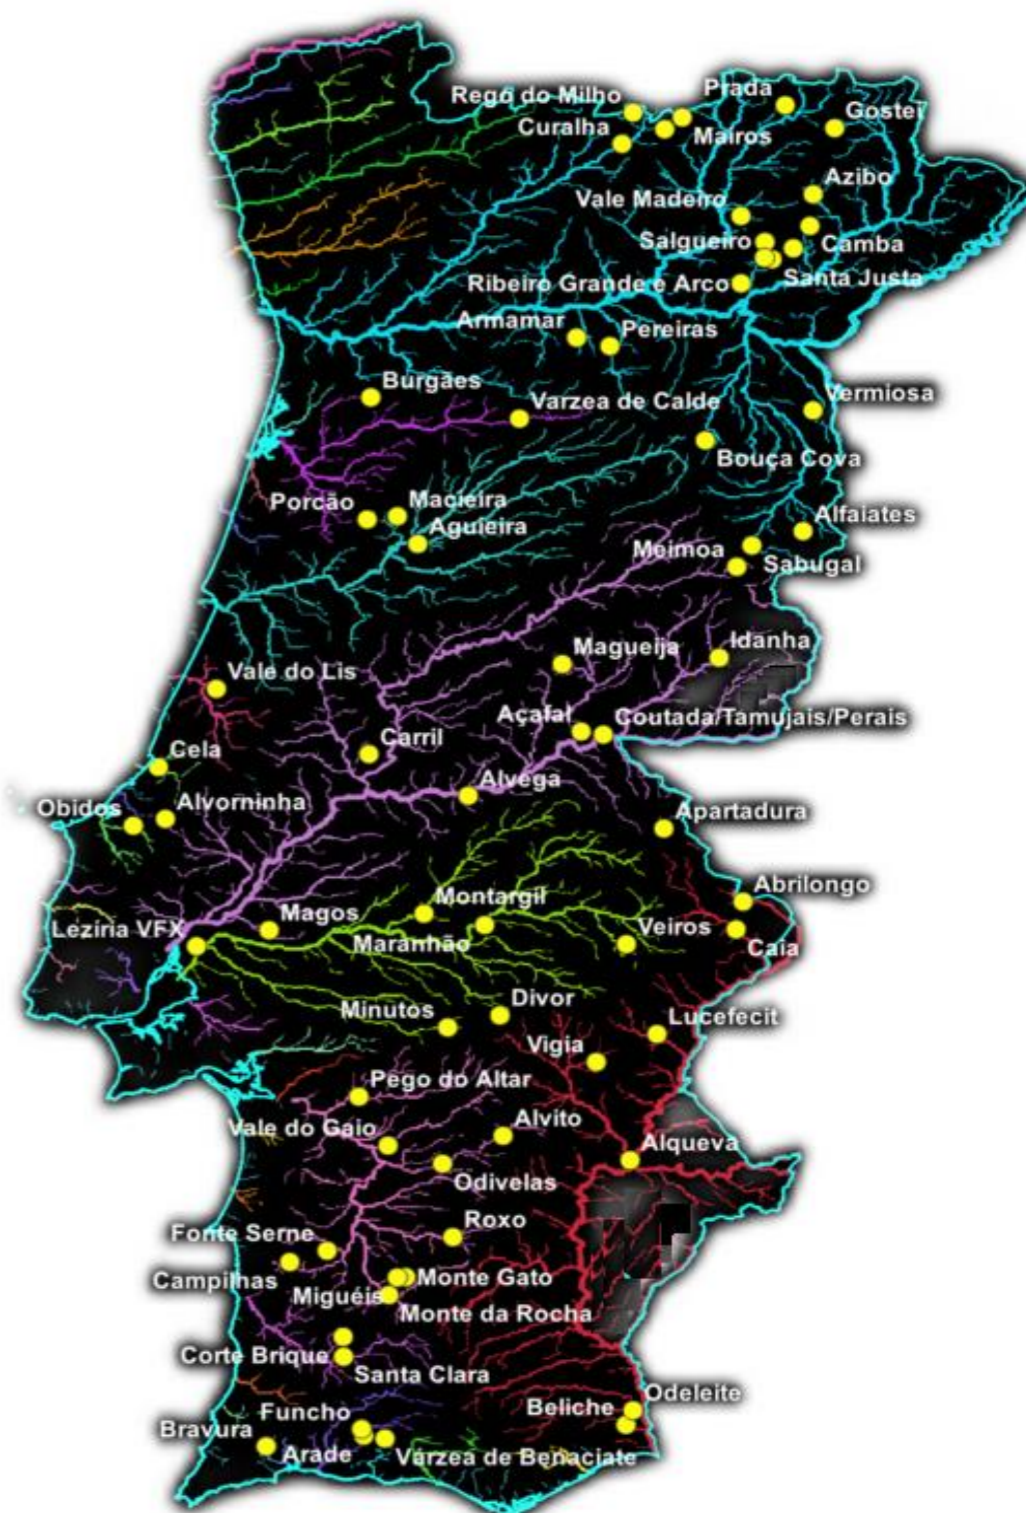 Prada
Rego do Milho
Gostei
Curalha
Mairos
Azibo
Vale Madeiro
Salgueiro
Camba
Santa Justa
Ribeiro Grande e Arco
Armamar
Pereiras
Burgães
Vermiosa
Varzea de Calde
Bouça Cova
Porcão
Macieira
Aguieira
Alfaiates
Meimoa
Sabugal
Idanha
Magueija
Vale do Lis
Açafal
Coutada/Tamujais/Perais
Carril
Cela
Alvega
Obidos
Alvorninha
Apartadura
Abrilongo
Montargil
Magos
Leziria VFX
Maranhão
Veiros
Caia
Divor
Minutos
Lucefecit
Vigia
Pego do Altar
Alvito
Vale do Gaio
Alqueva
Odivelas
Roxo
Fonte Serne
Campilhas
Monte Gato
Miguéis
Monte da Rocha
Corte Brique
Santa Clara
Odeleite
Beliche
Funcho
Bravura
Arade
Várzea de Benaciate